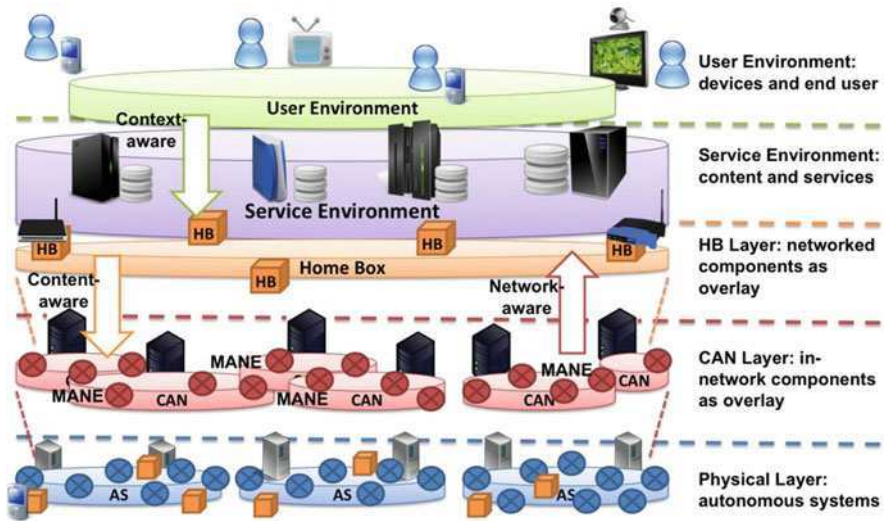 User Environment:
devices and end user
User Environment
Context-
aware
Service Environment:
content and services
Service Environment
HB
HB
HB
HB
HB Layer: networked
components as
overlay
Home Box
HB
Content-
aware
Network-
aware
MANE
MANE
CAN
CAN Layer: in-
network components
as overlay
MANE
CAN
MANE
CAN
CAN
Physical Layer:
autonomous systems
AS
AS
AS